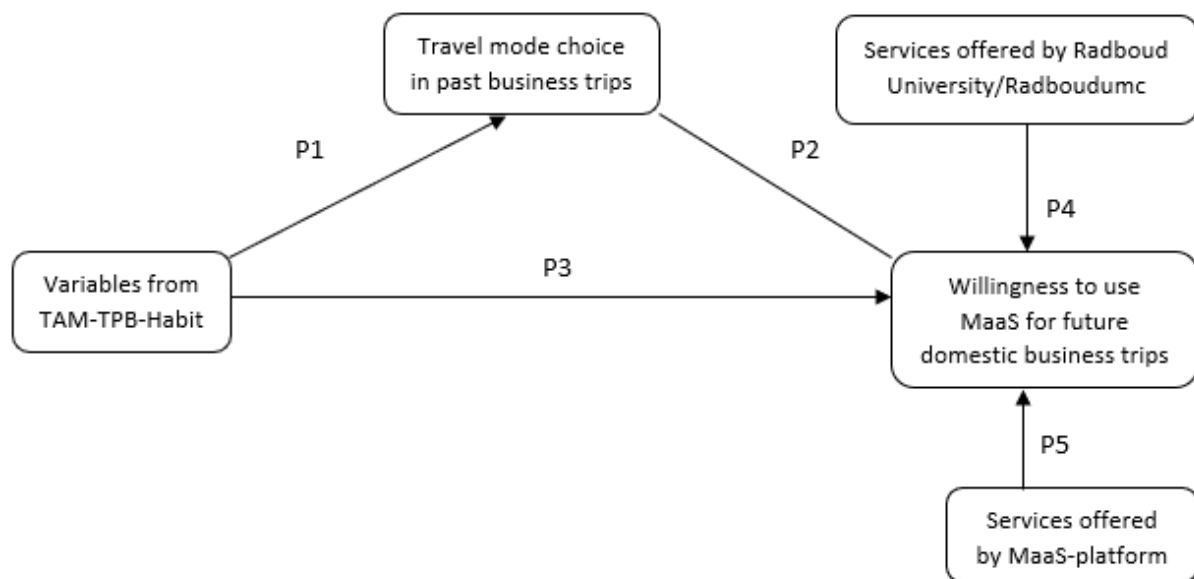 Travel mode choice
in past business trips
Services offered by Radboud
University/Radboudumc
P1
P2
P4
Variables from
TAM-TPB-Habit
P3
Willingness to use
MaaS for future
domestic business trips
P5
Services offered
by MaaS-platform